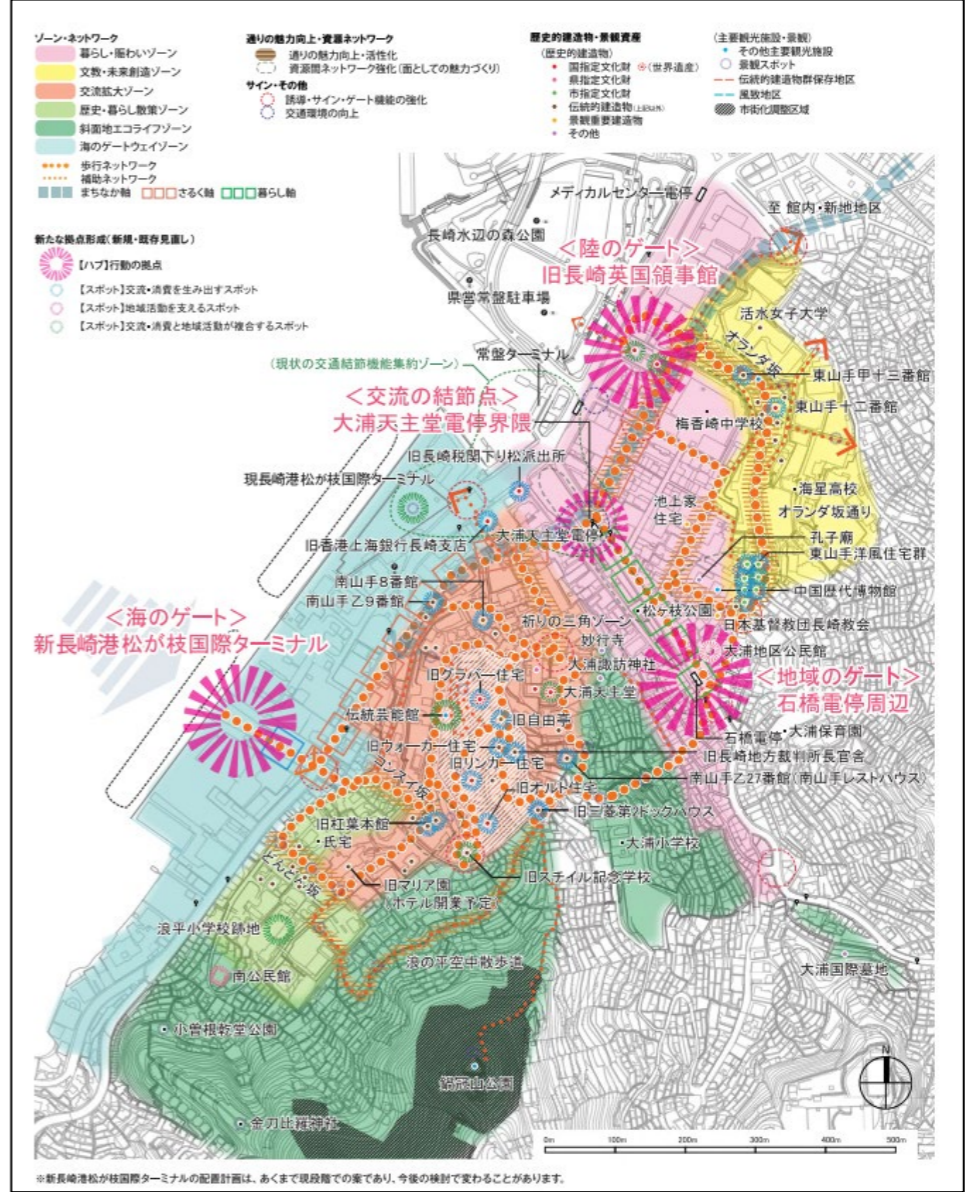 ゾーン・ネットワーク
暮らし・賑わいゾーン
文教・未来創造ゾーン
交流拡大ゾーン
歴史・暮らし散策ゾーン
斜面地エコライフゾーン
海のゲートウェイゾーン
歩行ネットワーク
補助ネットワーク
まちなか軸 さるく軸 暮らし軸
新たな拠点形成(新規・既存見直し)
【ハブ】行動の拠点
【スポット】交流・消費を生み出すスポット
【スポット】地域活動を支えるスポット
【スポット】交流・消費と地域活動が複合するスポット
通りの魅力向上・資源ネットワーク
通りの魅力向上・活性化
資源間ネットワーク強化(面としての魅力づくり)
サイン・その他
誘導・サイン・ゲート機能の強化
交通環境の向上
歴史的建造物・景観資産
(歴史的建造物)
国指定文化財 (世界遺産)
県指定文化財
市指定文化財
伝統的建造物(上記以外)
景観重要建造物
その他
(主要観光施設・景観)
その他主要観光施設
景観スポット
伝統的建造物群保存地区
風致地区
市街化調整区域
メディカルセンター電停
至 館内・新地地区
長崎水辺の森公園
<陸のゲート>
旧長崎英国領事館
県営常盤駐車場
活水女子大学
オランダ坂
常盤ターミナル
(現状の交通結節機能集約ゾーン)
東山手甲十三番館
<交流の結節点>
大浦天主堂電停界隈
東山手十二番館
梅香崎中学校
旧長崎税関下り松派出所
現長崎港松が枝国際ターミナル
池上家
住宅
海星高校
オランダ坂通り
大浦天主堂電停
旧香港上海銀行長崎支店
孔子廟
東山手洋風住宅群
南山手8番館
南山手乙9番館
中国歴代博物館
松ヶ枝公園
祈りの三角ゾーン
日本基督教団長崎教会
<海のゲート>
新長崎港松が枝国際ターミナル
妙行寺
大浦地区公民館
大浦諏訪神社
旧グラバー住宅
大浦天主堂
<地域のゲート>
石橋電停周辺
伝統芸能館
旧自由亭
石橋電停
大浦保育園
旧ウォーカー住宅
旧長崎地方裁判所長官舎
ミンスイ坂
旧リンガー住宅
南山手乙27番館(南山手レストハウス)
旧オルト住宅
旧三菱第2ドックハウス
旧杠葉本館
氏宅
大浦小学校
どんどん坂
旧マリア園
(ホテル開業予定)
旧スチイル記念学校
浪平小学校跡地
浪の平空中散歩道
南公民館
大浦国際墓地
小曽根乾堂公園
鍋冠山公園
金刀比羅神社
N
0m 100m 200m 300m 400m 500m
※新長崎港松が枝国際ターミナルの配置計画は、あくまで現段階での案であり、今後の検討で変わることがあります。